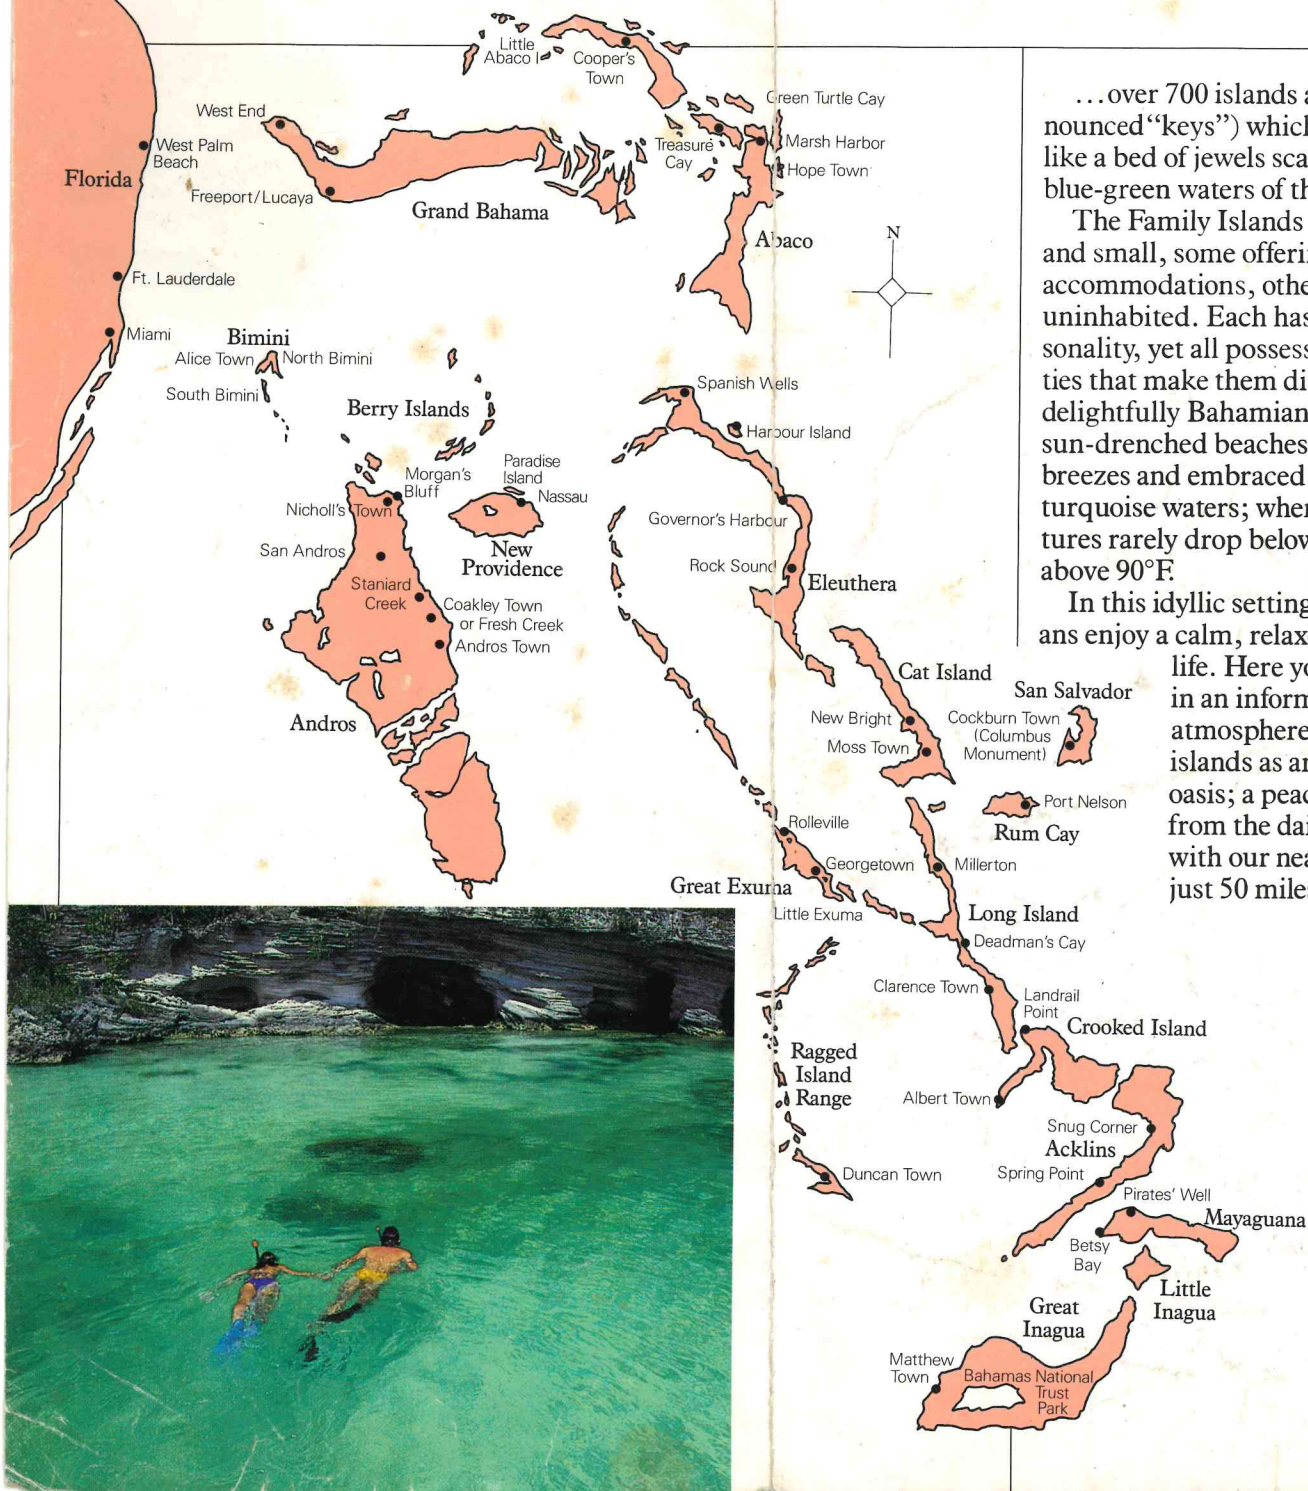 Little
Abaco I
Cooper's
Town
Green Turtle Cay
West End
West Palm
Beach
Florida
Freeport/Lucaya
Grand Bahama
Treasure
Cay
Marsh Harbor
Hope Town
Abaco
N
Ft. Lauderdale
Miami
Bimini
Alice Town
North Bimini
South Bimini
Berry Islands
Spanish Wells
Harbour Island
Morgan's
Bluff
Nicholl's Town
Paradise
Island
Nassau
New
Providence
Governor's Harbour
San Andros
Rock Sound
Eleuthera
Staniard
Creek
Coakley Town
or Fresh Creek
Andros Town
Andros
Cat Island
San Salvador
New Bright
Cockburn Town
(Columbus
Monument)
Moss Town
Port Nelson
Rum Cay
Rolleville
Georgetown
Millerton
Great Exuma
Little Exuma
Long Island
Deadman's Cay
Clarence Town
Landrail
Point
Crooked Island
Ragged
Island
Range
Albert Town
Snug Corner
Acklins
Duncan Town
Spring Point
Pirates' Well
Mayaguana
Betsy
Bay
Little
Inagua
Great
Inagua
Matthew
Town
Bahamas National
Trust
Park
...over 700 islands a
nounced "keys") which
like a bed of jewels sca
blue-green waters of th
The Family Islands
and small, some offeri
accommodations, othe
uninhabited. Each has
sonality, yet all possess
ties that make them di
delightfully Bahamian
sun-drenched beaches
breezes and embraced
turquoise waters; wher
tures rarely drop below
above 90°F.
In this idyllic setting
ans enjoy a calm, relax
life. Here yo
in an inform
atmosphere
islands as an
oasis; a peac
from the dai
with our nea
just 50 miles